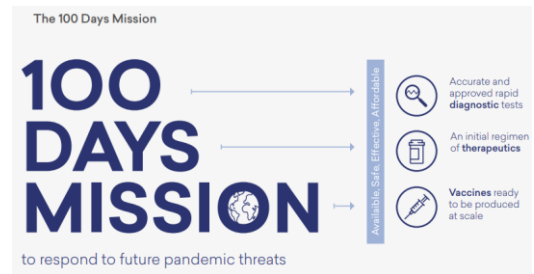 The 100 Days Mission
100
DAYS
MISSION
to respond to future pandemic threats
Available, Safe, Effective, Affordable
Accurate and
approved rapid
diagnostic tests
An initial regimen
of therapeutics
Vaccines ready
to be produced
at scale